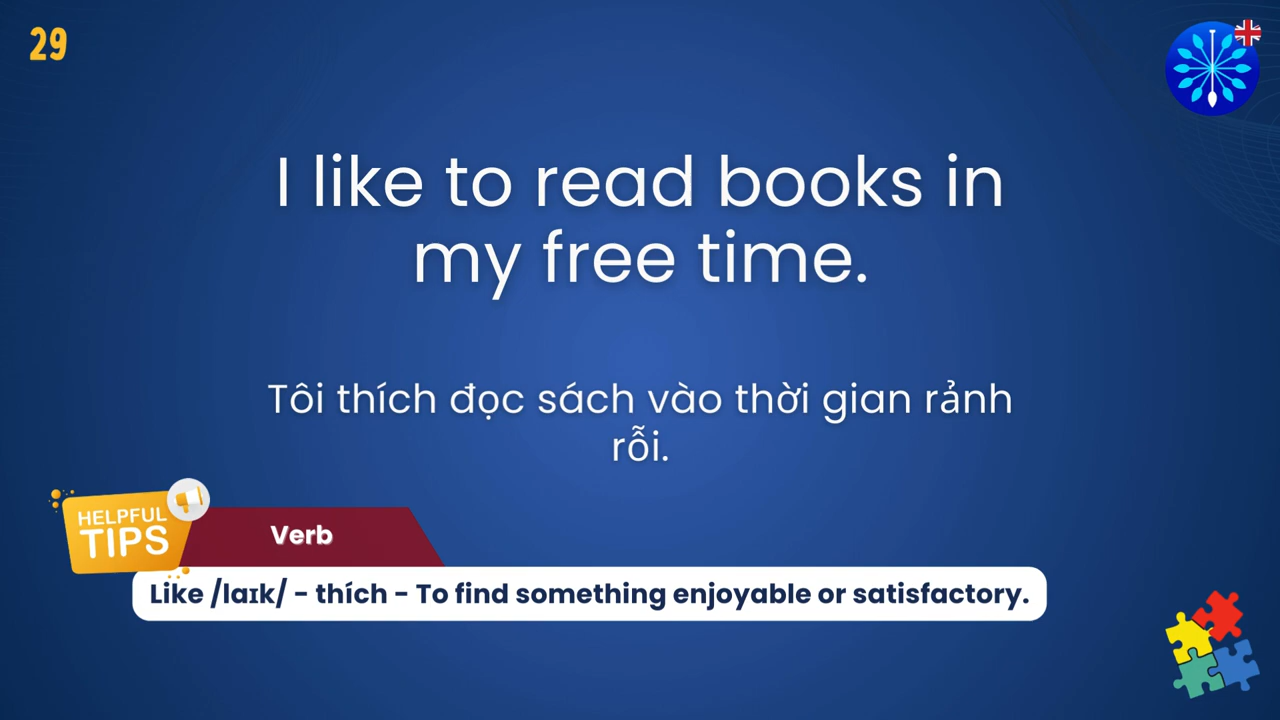 29
I like to read books in
my free time.
Tôi thích đọc sách vào thời gian rảnh
rỗi.
HELPFUL
TIPS
Verb
Like /laɪk/ - thích - To find something enjoyable or satisfactory.